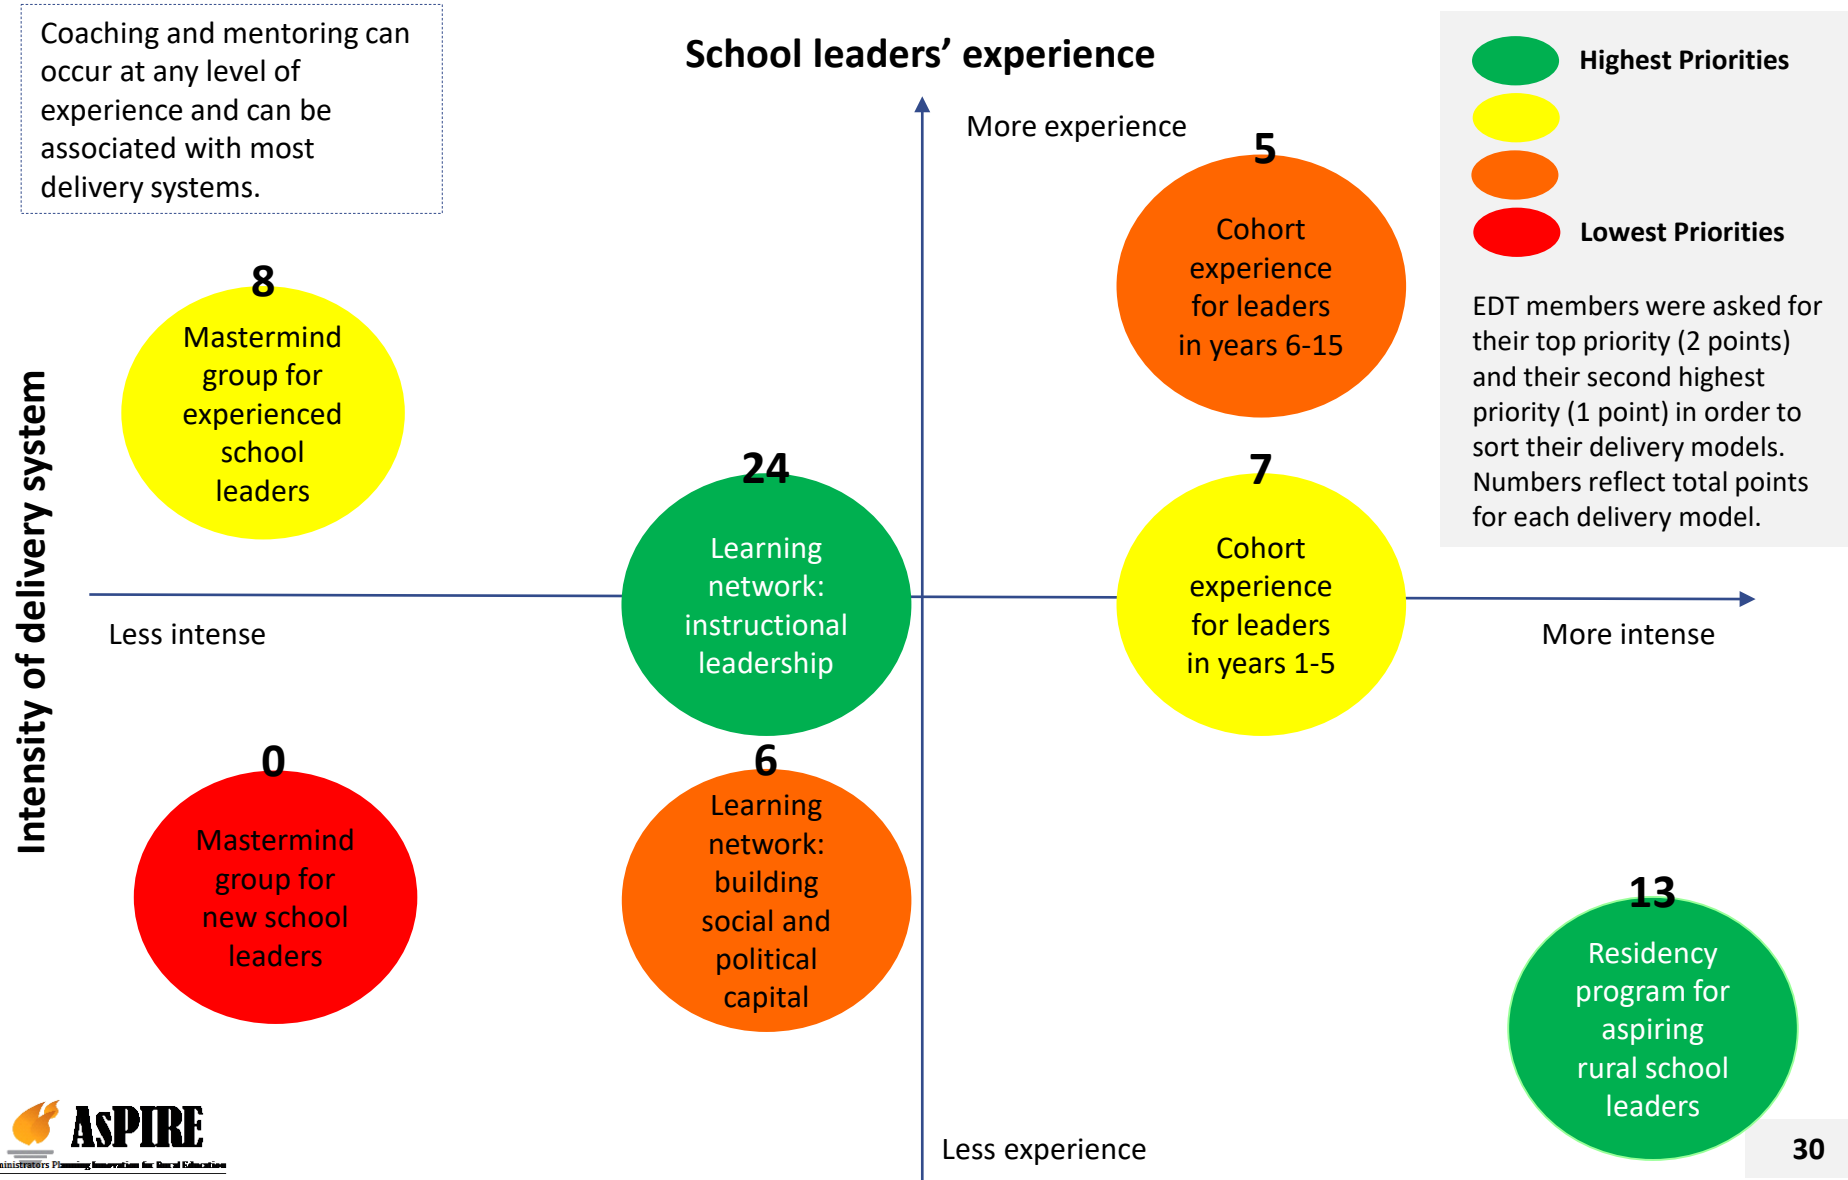 Coaching and mentoring can
occur at any level of
experience and can be
associated with most
delivery systems.
School leaders’ experience
More experience
Highest Priorities
Lowest Priorities
EDT members were asked for
their top priority (2 points)
and their second highest
priority (1 point) in order to
sort their delivery models.
Numbers reflect total points
for each delivery model.
5
Cohort
experience
for leaders
in years 6-15
8
Mastermind
group for
experienced
school
leaders
Intensity of delivery system
24
Learning
network:
instructional
leadership
7
Cohort
experience
for leaders
in years 1-5
Less intense
More intense
0
Mastermind
group for
new school
leaders
6
Learning
network:
building
social and
political
capital
13
Residency
program for
aspiring
rural school
leaders
Less experience
ASPIRE
ministrators Planning Innovation for Rural Education
30